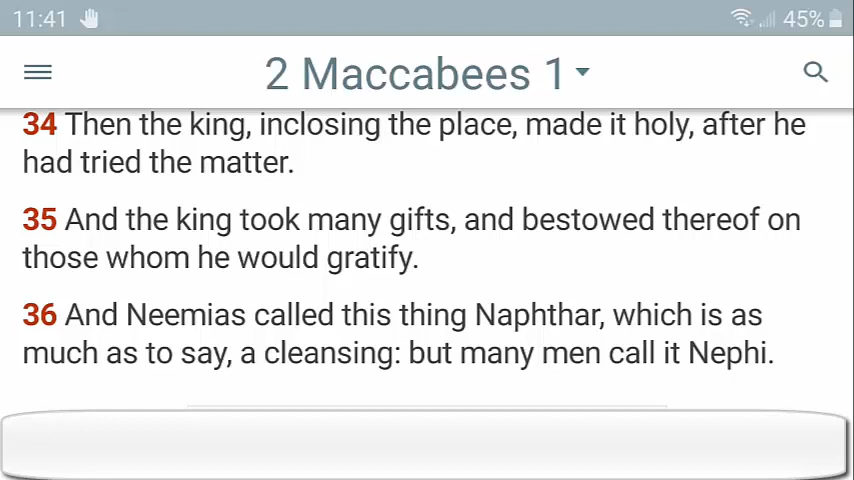 11:41 45%
2 Maccabees 1
34 Then the king, inclosing the place, made it holy, after he
had tried the matter.
35 And the king took many gifts, and bestowed thereof on
those whom he would gratify.
36 And Neemias called this thing Naphthar, which is as
much as to say, a cleansing: but many men call it Nephi.